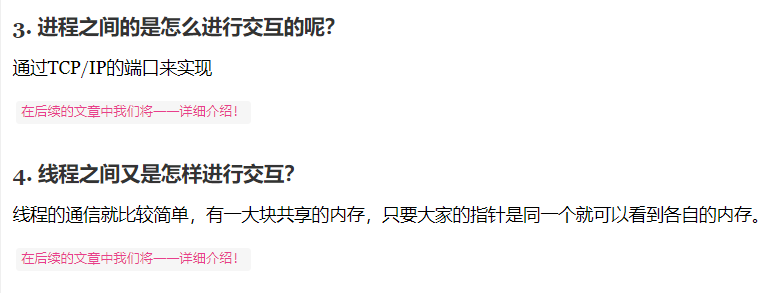 3. 进程之间的是怎么进行交互的呢？
通过TCP/IP的端口来实现
在后续的文章中我们将一一详细介绍！
4. 线程之间又是怎样进行交互？
线程的通信就比较简单，有一大块共享的内存，只要大家的指针是同一个就可以看到各自的内存。
在后续的文章中我们将一一详细介绍！